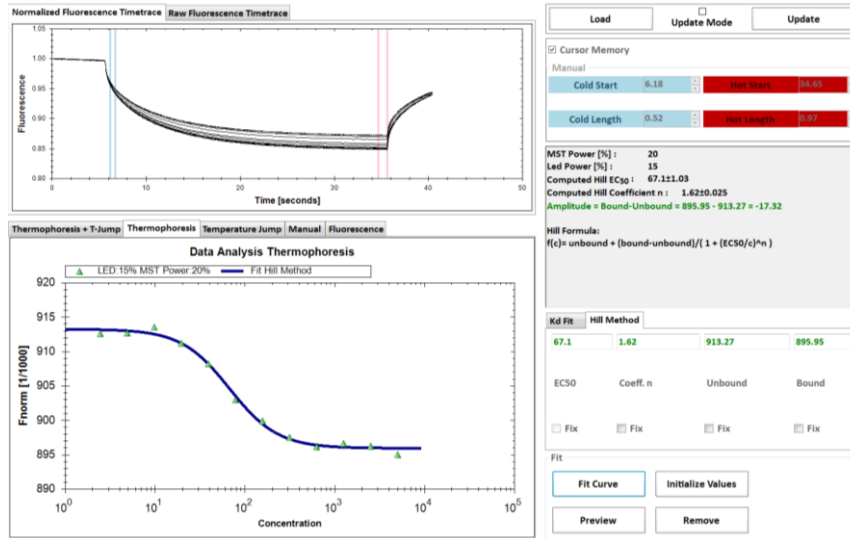 Normalized Fluorescence Timetrace Raw Fluorescence Timetrace
1.05
1.00
0.95
0.90
0.85
0.80
Fluorescence
0 10 20 30 40 50
Time [seconds]
Load
Update Mode
Update
Cursor Memory
Manual
Cold Start 6.18 Hot Start 34.65
Cold Length 0.52 Hot Length 0.97
MST Power [%] : 20
Led Power [%] : 15
Computed Hill EC50 : 67.1±1.03
Computed Hill Coefficient n : 1.62±0.025
Amplitude = Bound-Unbound = 895.95 - 913.27 = -17.32
Hill Formula:
f(c)= unbound + (bound-unbound)/( 1 + (EC50/c)^n )
Thermophoresis + T-Jump Thermophoresis Temperature Jump Manual Fluorescence
Data Analysis Thermophoresis
LED:15% MST Power:20% Fit Hill Method
920
915
910
905
900
895
890
Fnorm [1/1000]
10^0 10^1 10^2 10^3 10^4 10^5
Concentration
Kd Fit Hill Method
67.1 1.62 913.27 895.95
EC50 Coeff. n Unbound Bound
Fix Fix Fix Fix
Fit
Fit Curve Initialize Values
Preview Remove